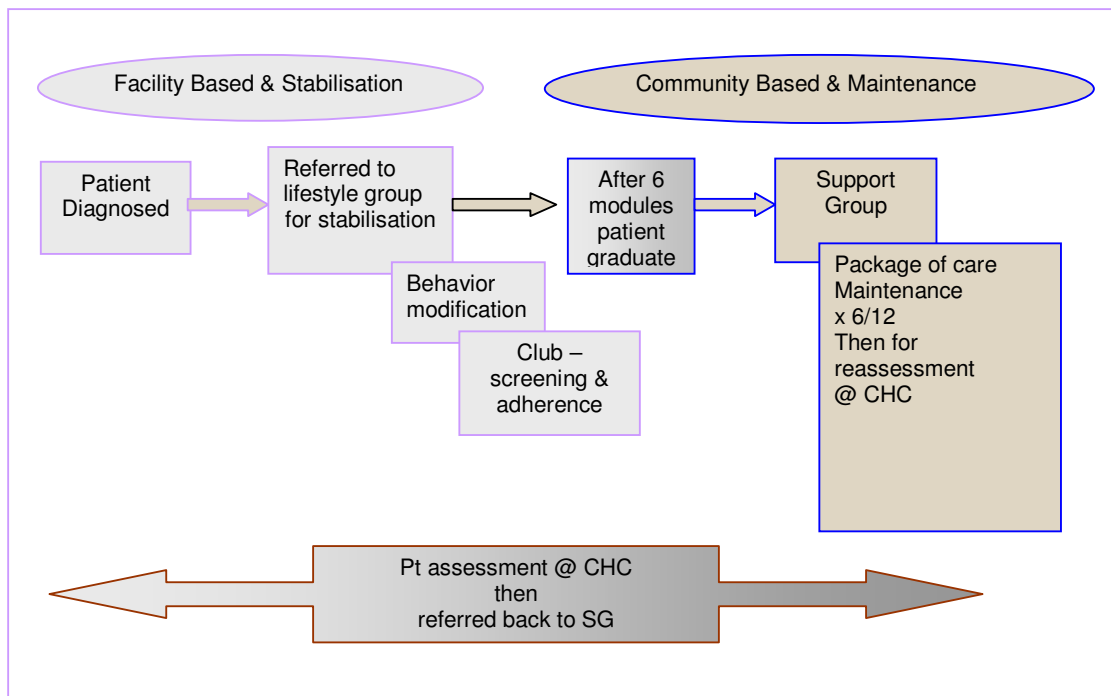 Facility Based & Stabilisation
Community Based & Maintenance
Patient
Diagnosed
Referred to
lifestyle group
for stabilisation
Behavior
modification
Club –
screening &
adherence
After 6
modules
patient
graduate
Support
Group
Package of care
Maintenance
x 6/12
Then for
reassessment
@ CHC
Pt assessment @ CHC
then
referred back to SG